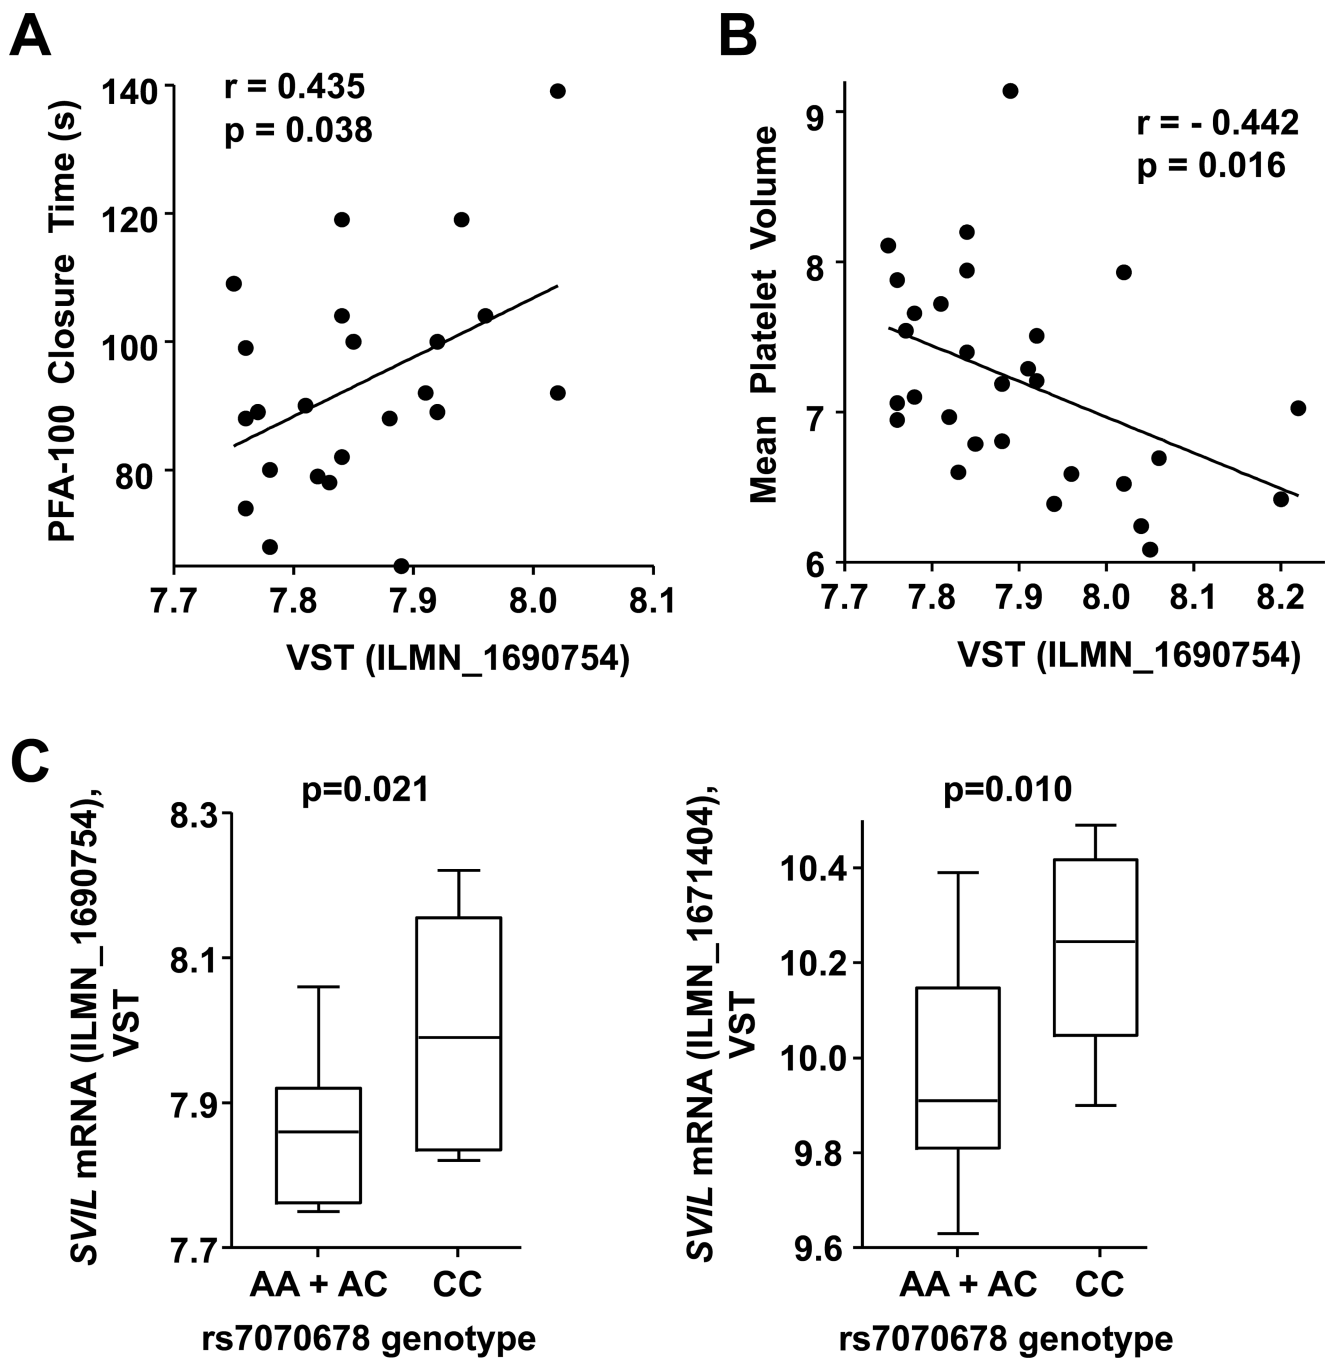 A
r = 0.435
p = 0.038
PFA-100 Closure Time (s)
140
120
100
80
7.7 7.8 7.9 8.0 8.1
VST (ILMN_1690754)
B
r = - 0.442
p = 0.016
Mean Platelet Volume
9
8
7
6
7.7 7.8 7.9 8.0 8.1 8.2
VST (ILMN_1690754)
C
p=0.021
SVIL mRNA (ILMN_1690754),
VST
8.3
8.1
7.9
7.7
AA + AC CC
rs7070678 genotype
p=0.010
SVIL mRNA (ILMN_1671404),
VST
10.4
10.2
10.0
9.8
9.6
AA + AC CC
rs7070678 genotype